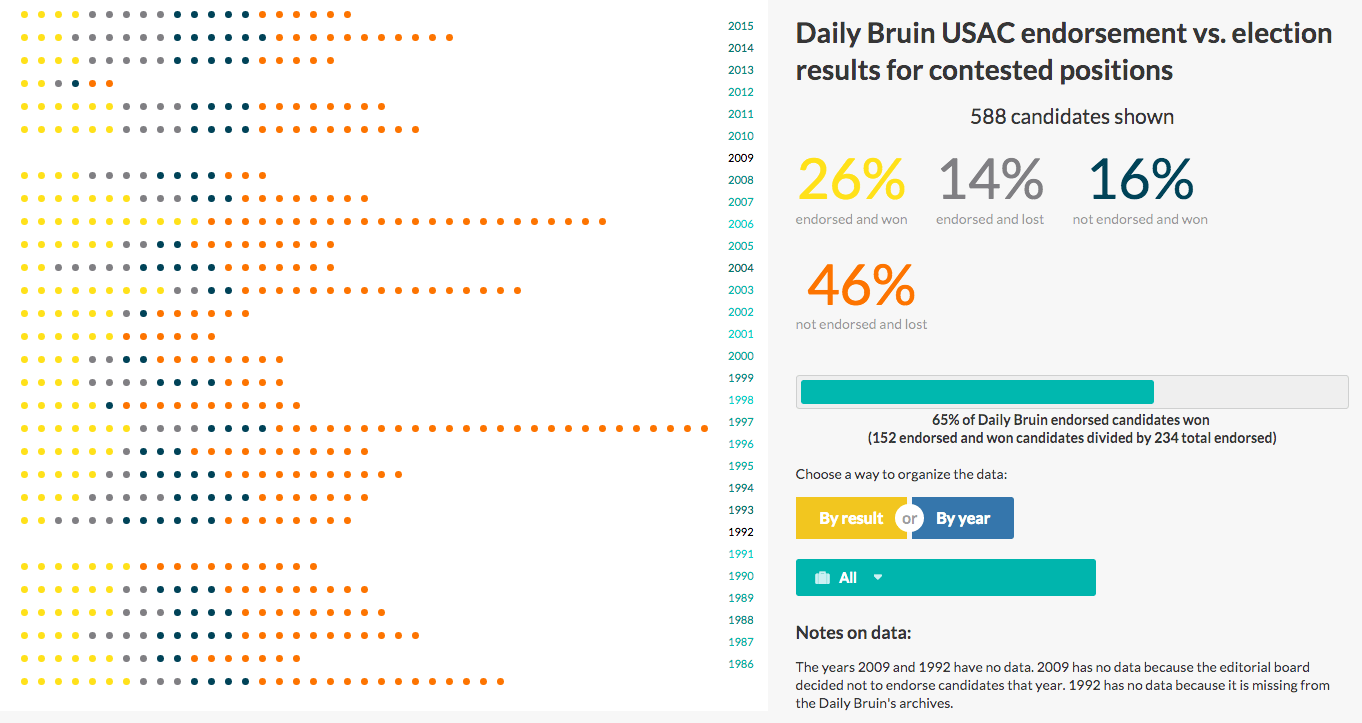 2015
2014
2013
2012
2011
2010
2009
2008
2007
2006
2005
2004
2003
2002
2001
2000
1999
1998
1997
1996
1995
1994
1993
1992
1991
1990
1989
1988
1987
1986
Daily Bruin USAC endorsement vs. election
results for contested positions
588 candidates shown
26% 14% 16%
endorsed and won endorsed and lost not endorsed and won
46%
not endorsed and lost
65% of Daily Bruin endorsed candidates won
(152 endorsed and won candidates divided by 234 total endorsed)
Choose a way to organize the data:
By result or By year
All
Notes on data:
The years 2009 and 1992 have no data. 2009 has no data because the editorial board
decided not to endorse candidates that year. 1992 has no data because it is missing from
the Daily Bruin's archives.